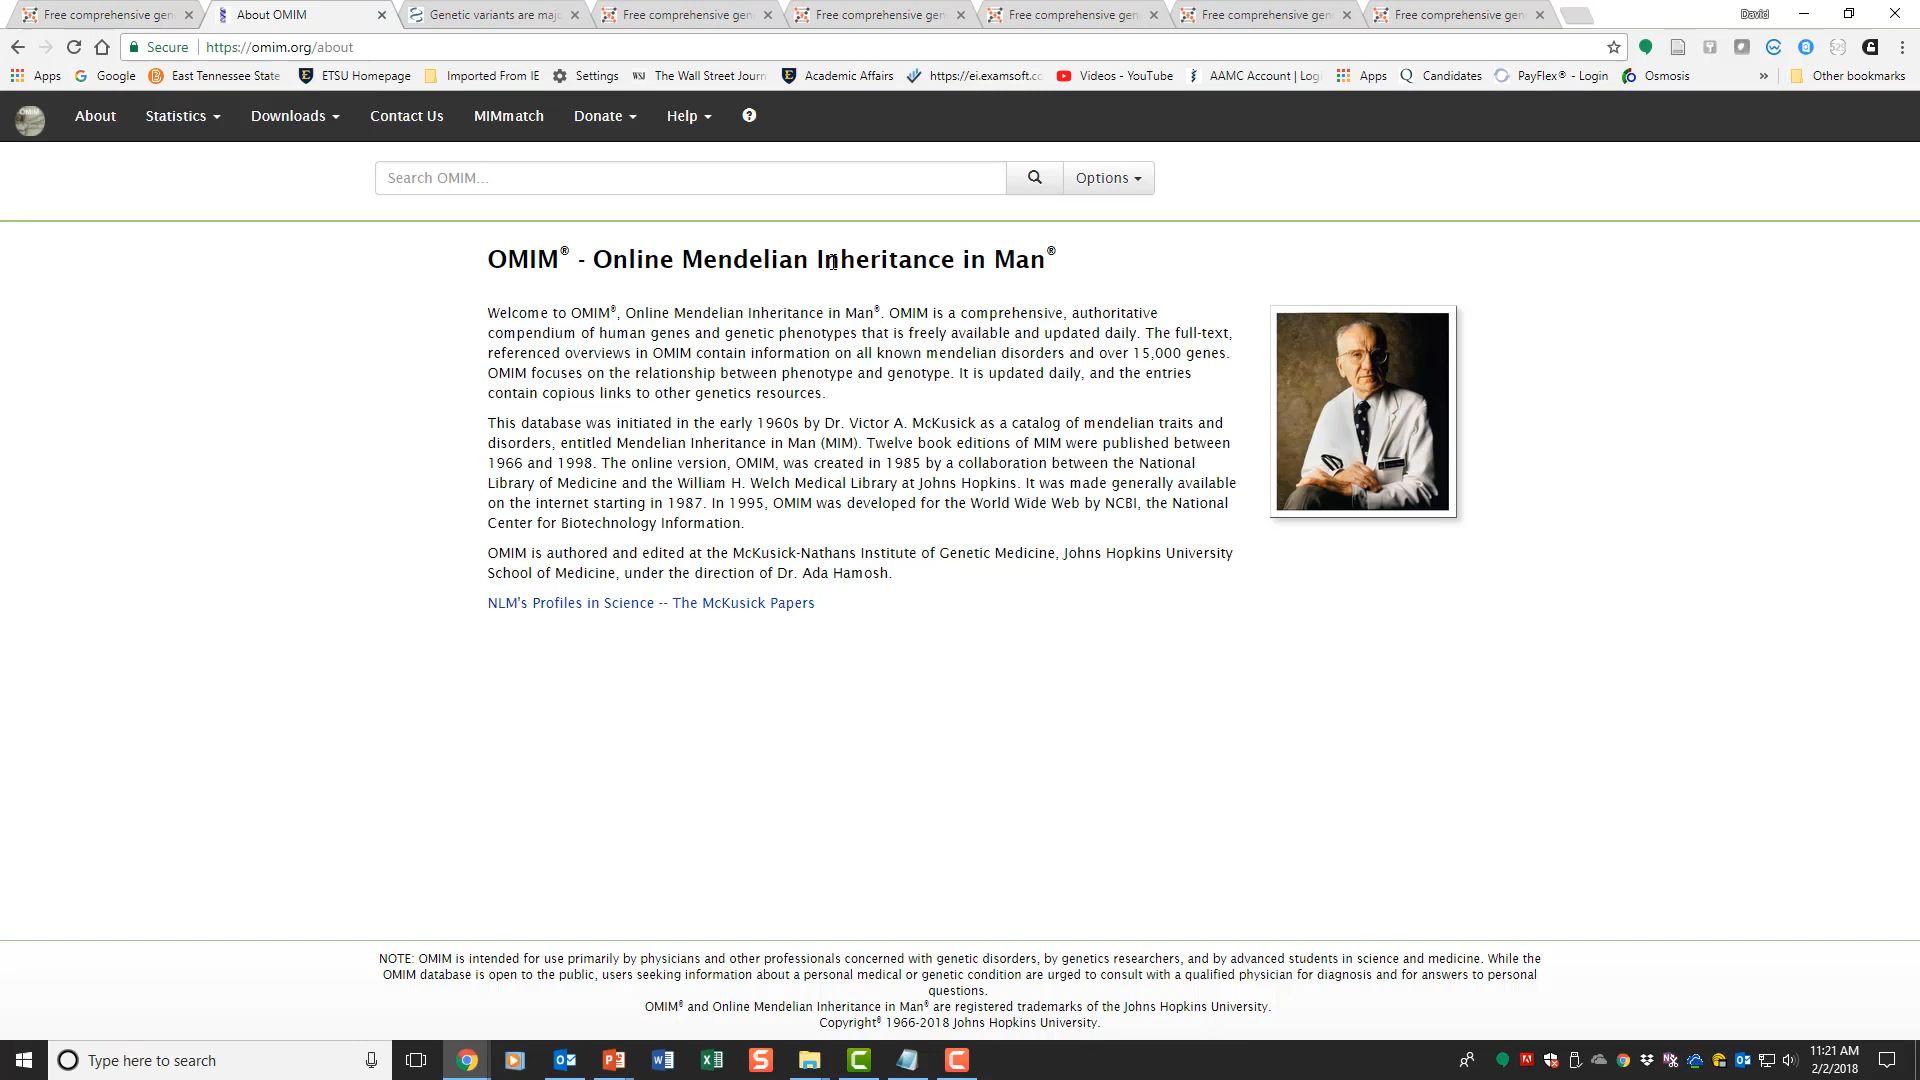 Free comprehensive gen
About OMIM
Genetic variants are majo
Free comprehensive gen
Free comprehensive gen
Free comprehensive gen
Free comprehensive gen
Free comprehensive gen
David
Secure
https://omim.org/about
Apps
Google
East Tennessee State
ETSU Homepage
Imported From IE
Settings
WSJ
The Wall Street Journ
Academic Affairs
https://ei.examsoft.co
Videos - YouTube
AAMC Account | Logi
Apps
Candidates
PayFlex® - Login
Osmosis
»
Other bookmarks
OMIM
About
Statistics
Downloads
Contact Us
MIMmatch
Donate
Help
Search OMIM...
Options
OMIM® - Online Mendelian Inheritance in Man®
Welcome to OMIM®, Online Mendelian Inheritance in Man®. OMIM is a comprehensive, authoritative
compendium of human genes and genetic phenotypes that is freely available and updated daily. The full-text,
referenced overviews in OMIM contain information on all known mendelian disorders and over 15,000 genes.
OMIM focuses on the relationship between phenotype and genotype. It is updated daily, and the entries
contain copious links to other genetics resources.
This database was initiated in the early 1960s by Dr. Victor A. McKusick as a catalog of mendelian traits and
disorders, entitled Mendelian Inheritance in Man (MIM). Twelve book editions of MIM were published between
1966 and 1998. The online version, OMIM, was created in 1985 by a collaboration between the National
Library of Medicine and the William H. Welch Medical Library at Johns Hopkins. It was made generally available
on the internet starting in 1987. In 1995, OMIM was developed for the World Wide Web by NCBI, the National
Center for Biotechnology Information.
OMIM is authored and edited at the McKusick-Nathans Institute of Genetic Medicine, Johns Hopkins University
School of Medicine, under the direction of Dr. Ada Hamosh.
NLM's Profiles in Science -- The McKusick Papers
NOTE: OMIM is intended for use primarily by physicians and other professionals concerned with genetic disorders, by genetics researchers, and by advanced students in science and medicine. While the
OMIM database is open to the public, users seeking information about a personal medical or genetic condition are urged to consult with a qualified physician for diagnosis and for answers to personal
questions.
OMIM® and Online Mendelian Inheritance in Man® are registered trademarks of the Johns Hopkins University.
Copyright® 1966-2018 Johns Hopkins University.
Type here to search
11:21 AM
2/2/2018